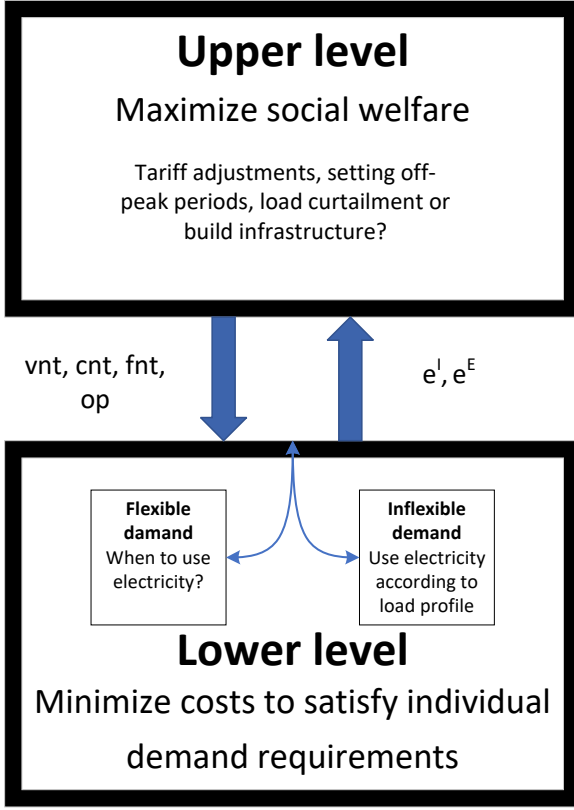 Upper level
Maximize social welfare
Tariff adjustments, setting off-
peak periods, load curtailment or
build infrastructure?
vnt, cnt, fnt,
op
e^I, e^E
Flexible
damand
When to use
electricity?
Inflexible
demand
Use electricity
according to
load profile
Lower level
Minimize costs to satisfy individual
demand requirements